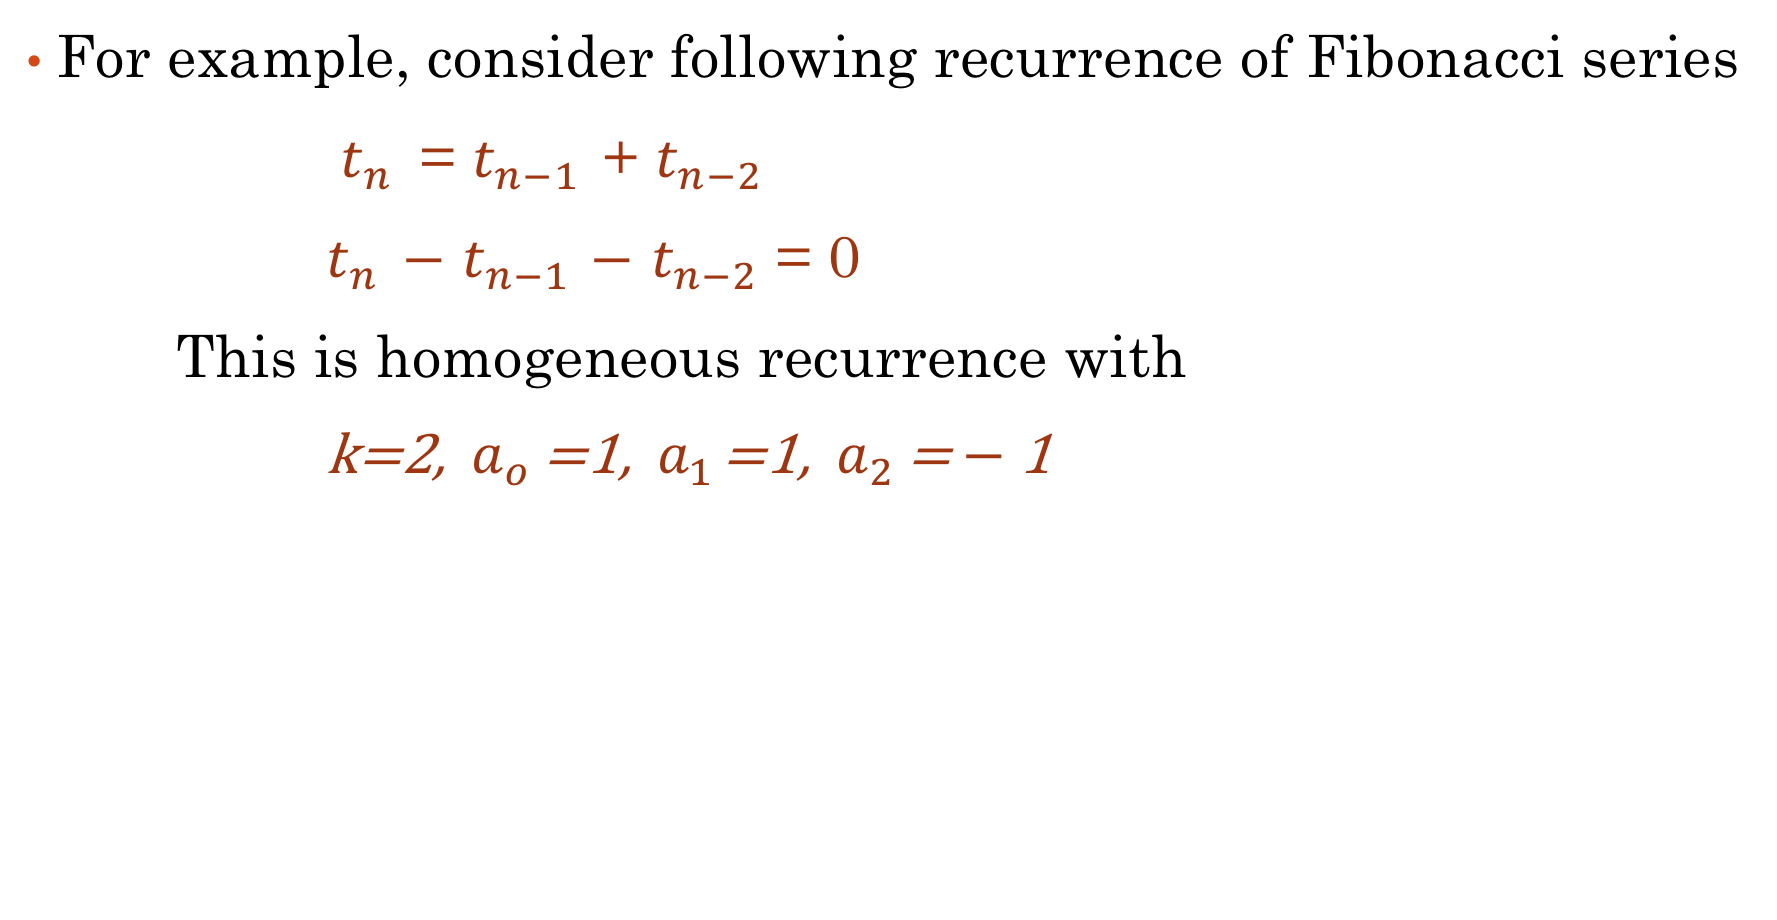 • For example, consider following recurrence of Fibonacci series
tₙ = tₙ₋₁ + tₙ₋₂
tₙ − tₙ₋₁ − tₙ₋₂ = 0
This is homogeneous recurrence with
k=2, aₒ =1, a₁ =1, a₂ =− 1